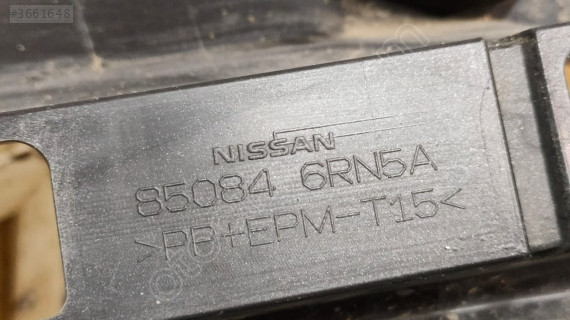 #3661648
NISSAN
85084 6RN5A
>PP+EPM-T15<